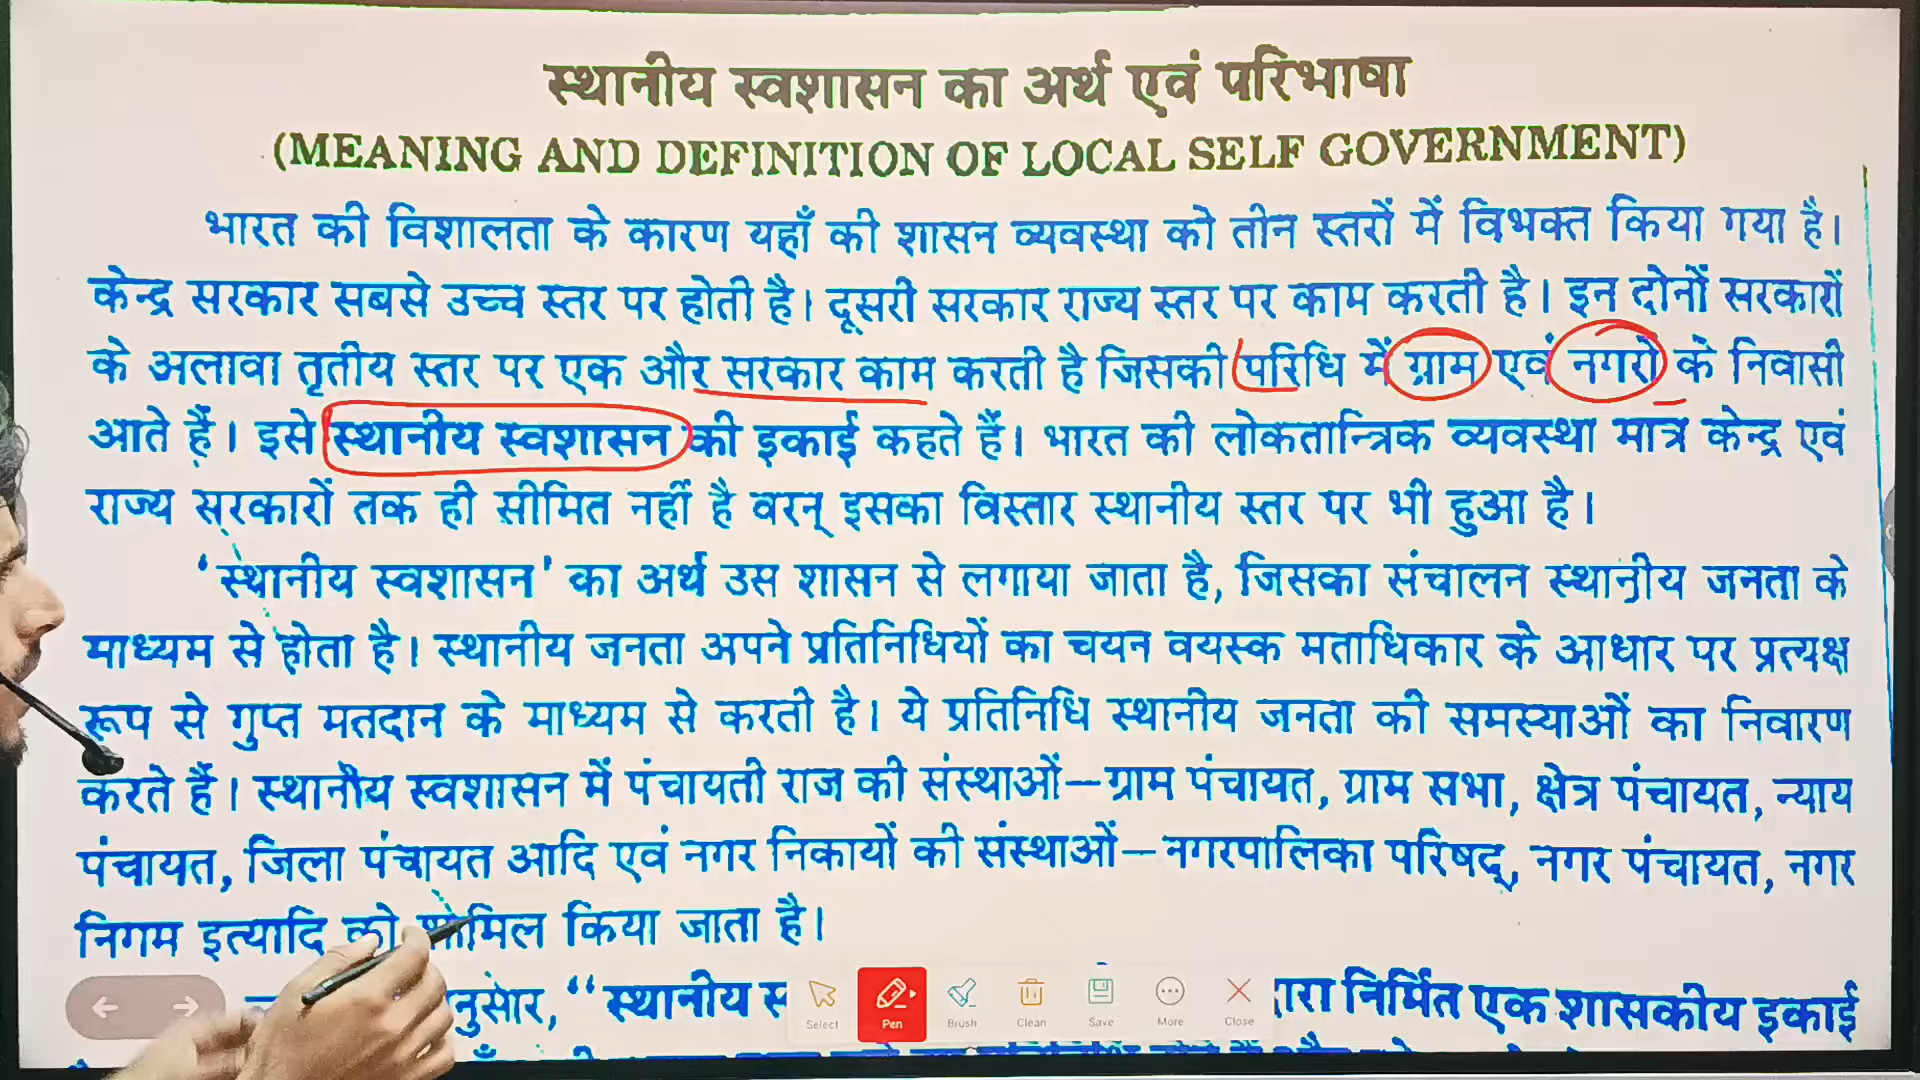 स्थानीय स्वशासन का अर्थ एवं परिभाषा
(MEANING AND DEFINITION OF LOCAL SELF GOVERNMENT)
भारत की विशालता के कारण यहाँ की शासन व्यवस्था को तीन स्तरों में विभक्त किया गया है।
केन्द्र सरकार सबसे उच्च स्तर पर होती है। दूसरी सरकार राज्य स्तर पर काम करती है। इन दोनों सरकारों
के अलावा तृतीय स्तर पर एक और सरकार काम करती है जिसकी परिधि में ग्राम एवं नगरों के निवासी
आते हैं। इसे स्थानीय स्वशासन की इकाई कहते हैं। भारत की लोकतान्त्रिक व्यवस्था मात्र केन्द्र एवं
राज्य सरकारों तक ही सीमित नहीं है वरन् इसका विस्तार स्थानीय स्तर पर भी हुआ है।
'स्थानीय स्वशासन' का अर्थ उस शासन से लगाया जाता है, जिसका संचालन स्थानीय जनता के
माध्यम से होता है। स्थानीय जनता अपने प्रतिनिधियों का चयन वयस्क मताधिकार के आधार पर प्रत्यक्ष
रूप से गुप्त मतदान के माध्यम से करती है। ये प्रतिनिधि स्थानीय जनता की समस्याओं का निवारण
करते हैं। स्थानीय स्वशासन में पंचायती राज की संस्थाओं—ग्राम पंचायत, ग्राम सभा, क्षेत्र पंचायत, न्याय
पंचायत, जिला पंचायत आदि एवं नगर निकायों की संस्थाओं—नगरपालिका परिषद्, नगर पंचायत, नगर
निगम इत्यादि को शामिल किया जाता है।
"स्थानीय निर्मित एक शासकीय इकाई
Select Pen Brush Clean Save More Close